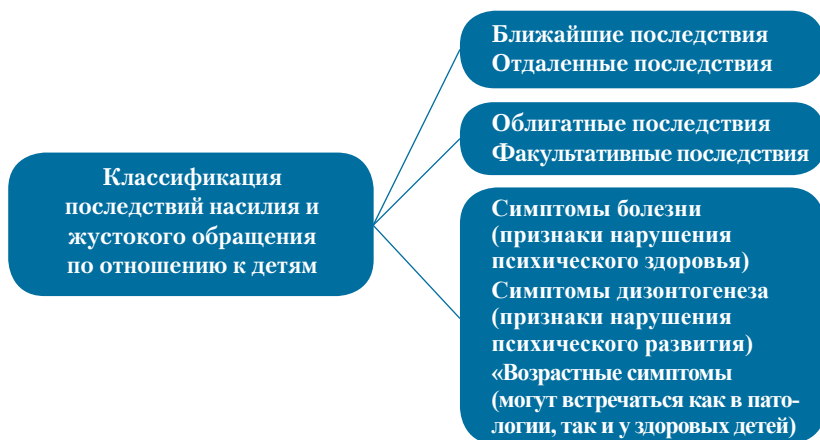 Классификация
последствий насилия и
жустокого обращения
по отношению к детям
Ближайшие последствия
Отдаленные последствия
Облигатные последствия
Факультативные последствия
Симптомы болезни
(признаки нарушения
психического здоровья)
Симптомы дизонтогенеза
(признаки нарушения
психического развития)
«Возрастные симптомы
(могут встречаться как в пато-
логии, так и у здоровых детей)